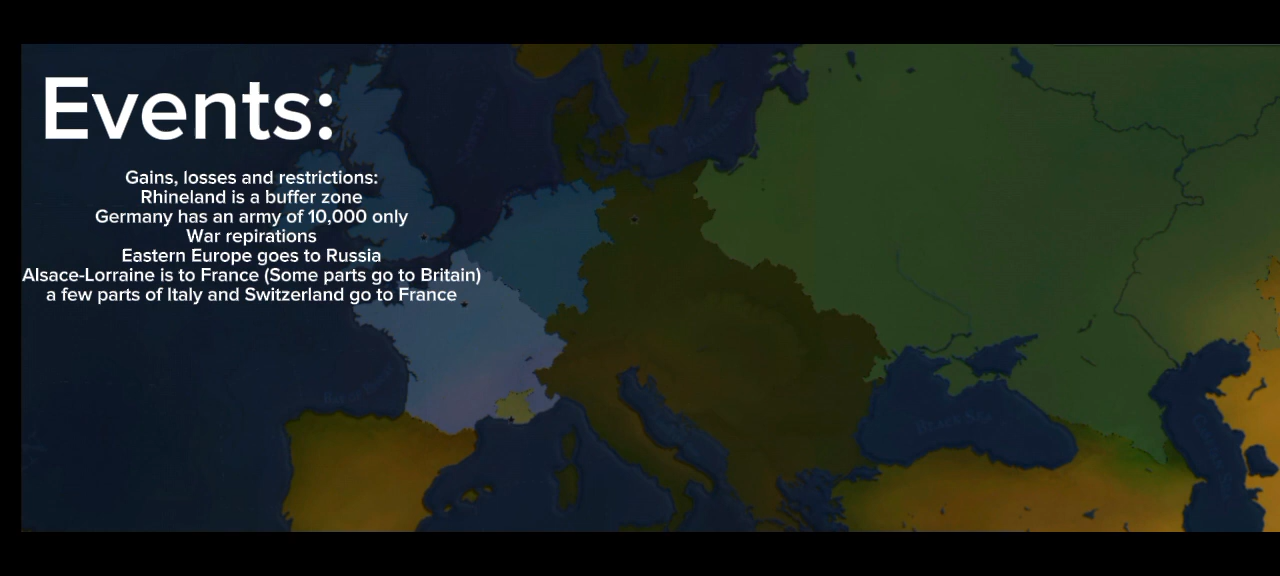 Events:
Gains, losses and restrictions:
Rhineland is a buffer zone
Germany has an army of 10,000 only
War repirations
Eastern Europe goes to Russia
Alsace-Lorraine is to France (Some parts go to Britain)
a few parts of Italy and Switzerland go to France
Black Sea